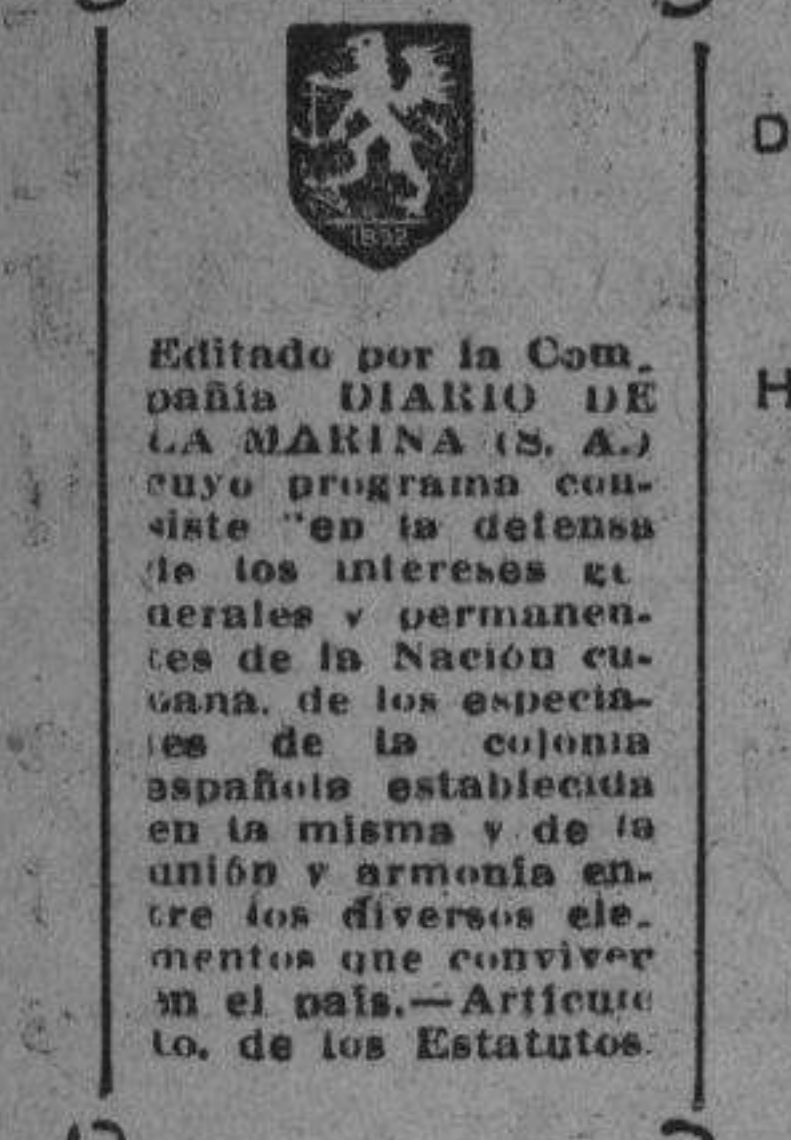 1832
Editado por la Com-
pañía DIARIO DE
LA MARINA (S. A.)
cuyo programa con-
siste "en la defensa
de los intereses ge-
nerales y permanen-
tes de la Nación cu-
bana, de los especia-
les de la colonia
española establecida
en la misma y de la
unión y armonía en-
tre los diversos ele-
mentos que conviven
en el país.—Artículo
1o. de los Estatutos.
D
H